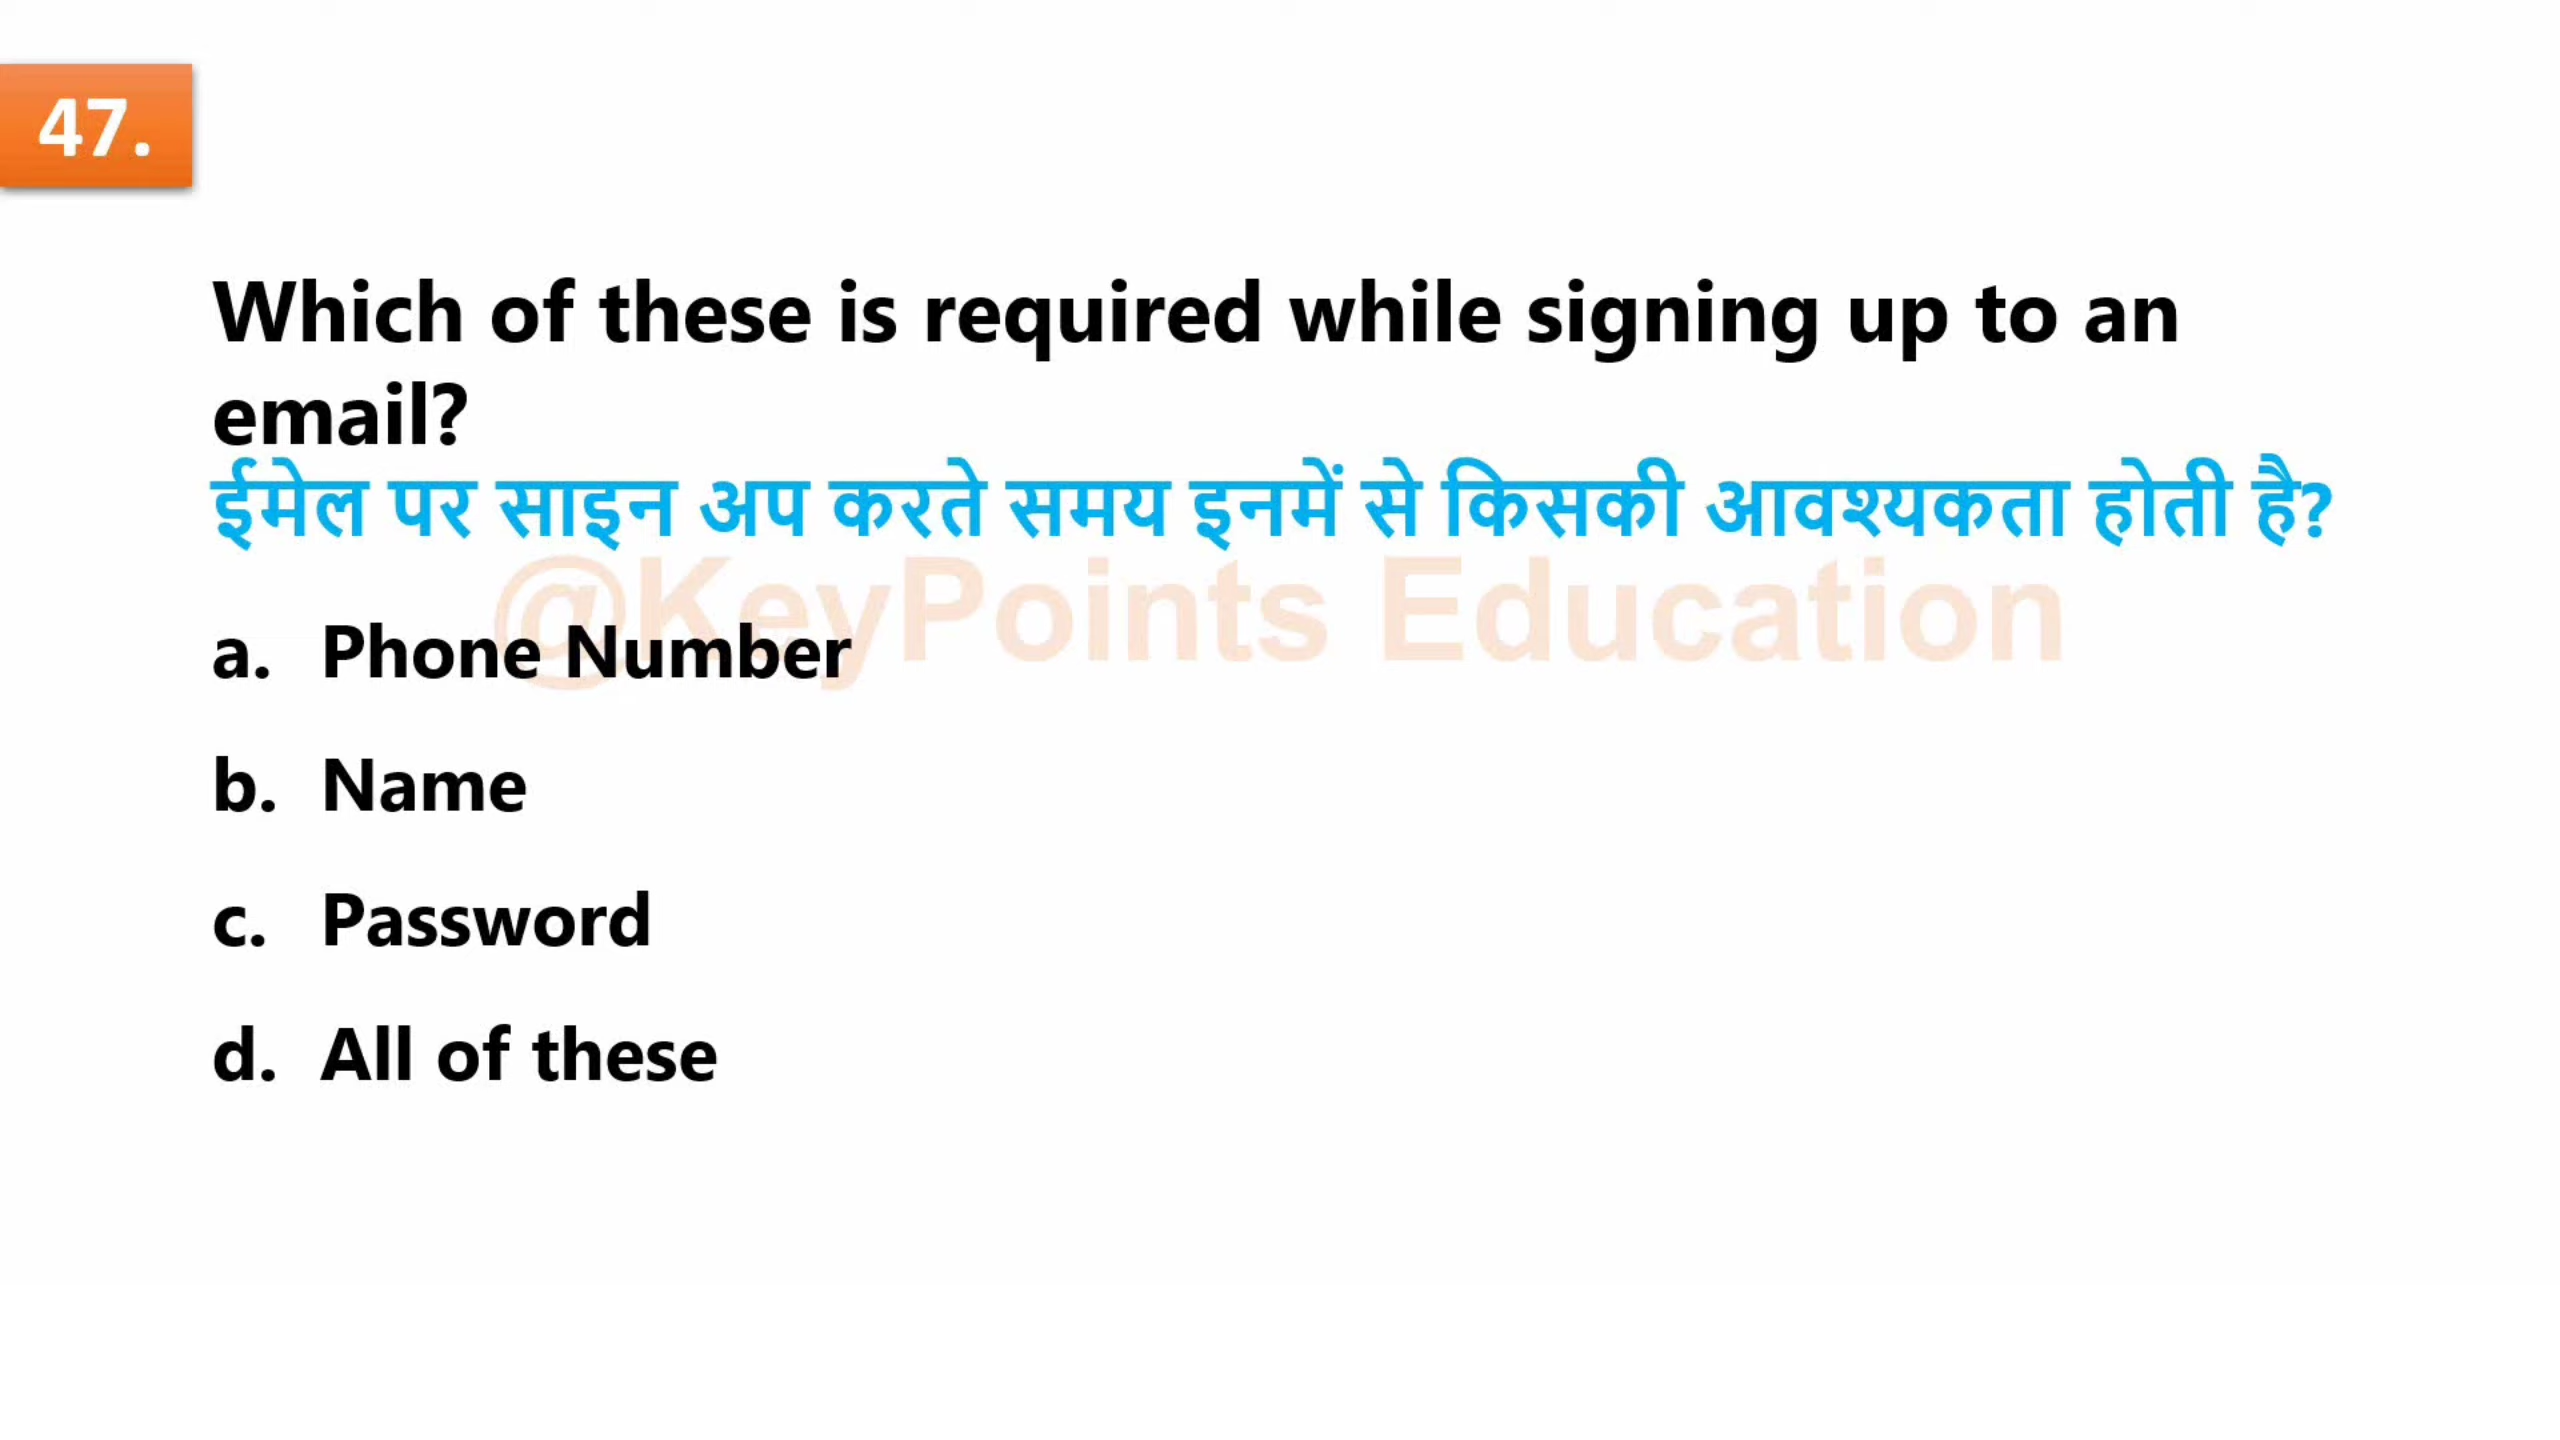 47.
Which of these is required while signing up to an
email?
ईमेल पर साइन अप करते समय इनमें से किसकी आवश्यकता होती है?
@KeyPoints Education
a. Phone Number
b. Name
c. Password
d. All of these